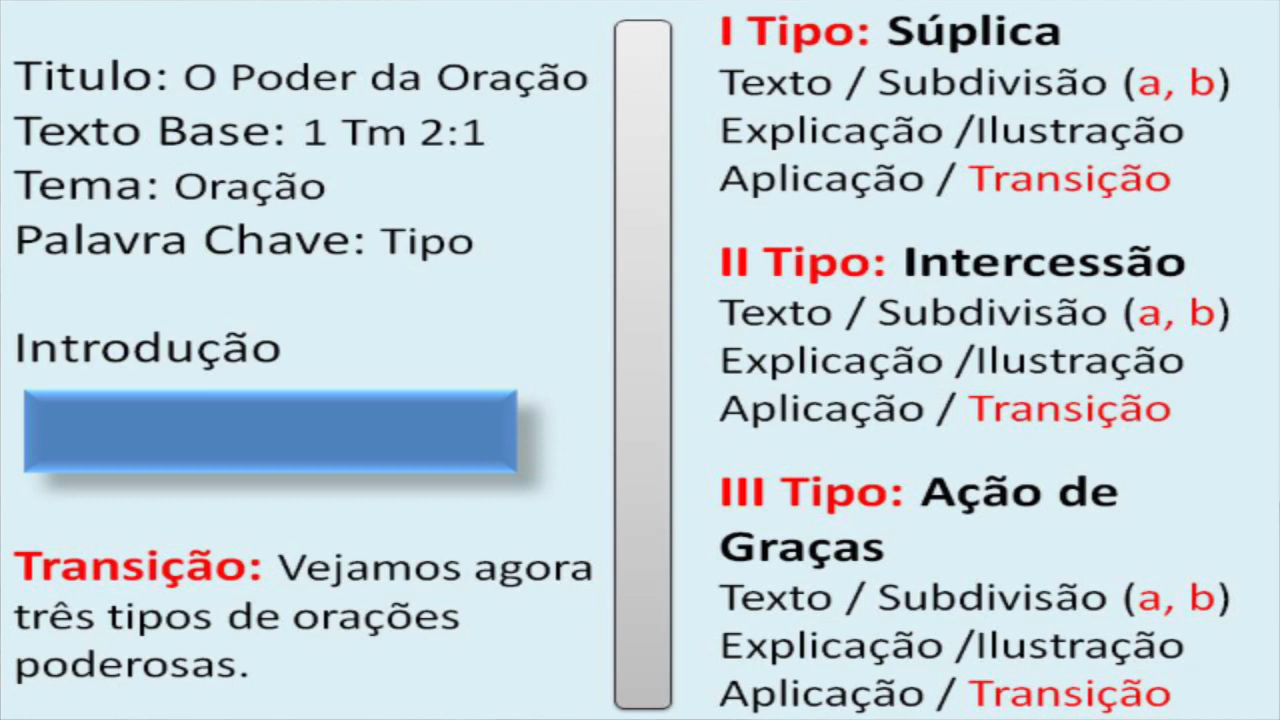 Titulo: O Poder da Oração
Texto Base: 1 Tm 2:1
Tema: Oração
Palavra Chave: Tipo
Introdução
Transição: Vejamos agora
três tipos de orações
poderosas.
I Tipo: Súplica
Texto / Subdivisão (a, b)
Explicação /Ilustração
Aplicação / Transição
II Tipo: Intercessão
Texto / Subdivisão (a, b)
Explicação /Ilustração
Aplicação / Transição
III Tipo: Ação de
Graças
Texto / Subdivisão (a, b)
Explicação /Ilustração
Aplicação / Transição